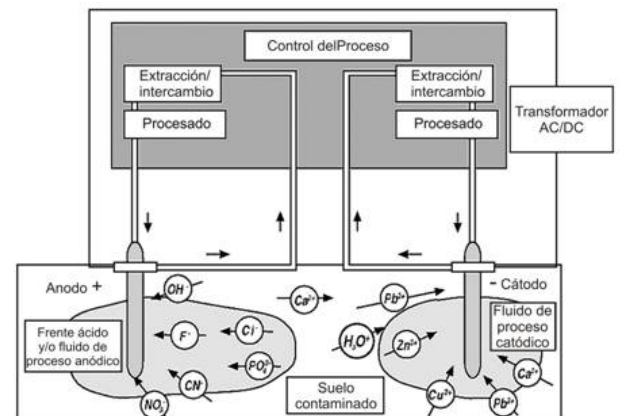 Control delProceso
Extracción/
intercambio
Extracción/
intercambio
Procesado
Procesado
Transformador
AC/DC
Anodo +
- Cátodo
OH⁻
Ca²⁺
Pb²⁺
Frente ácido
y/o fluido de
proceso anódico
F⁻
Cl⁻
PO₄³⁻
CN⁻
NO₃⁻
H₃O⁺
Zn²⁺
Fluido
de proceso
catódico
Ca²⁺
Cu²⁺
Pb²⁺
Suelo
contaminado